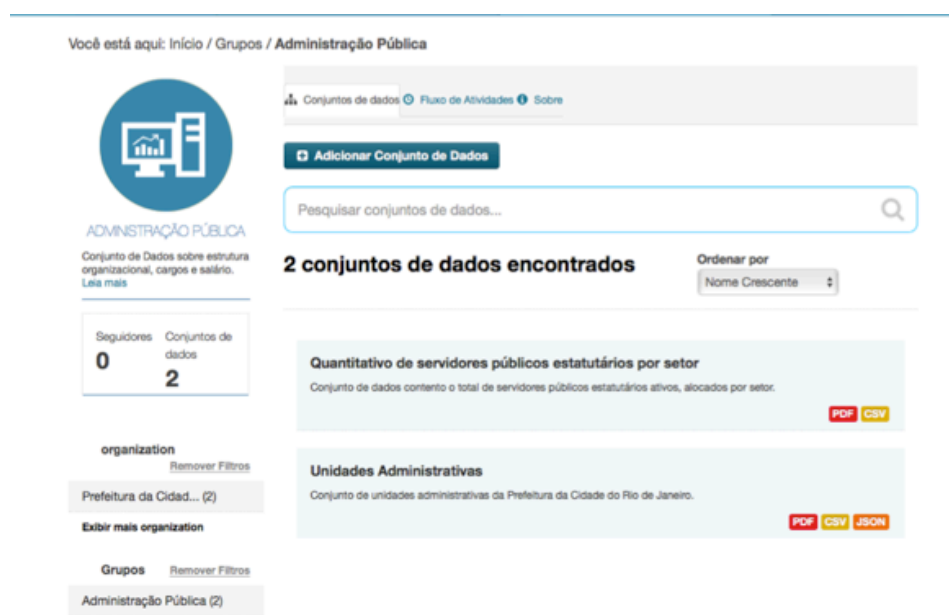 Você está aqui: Início / Grupos / Administração Pública
Conjuntos de dados Fluxo de Atividades Sobre
Adicionar Conjunto de Dados
Pesquisar conjuntos de dados...
ADMINISTRAÇÃO PÚBLICA
Conjunto de Dados sobre estrutura
organizacional, cargos e salário.
Leia mais
2 conjuntos de dados encontrados
Ordenar por
Nome Crescente
Seguidores
0
Conjuntos de
dados
2
Quantitativo de servidores públicos estatutários por setor
Conjunto de dados contento o total de servidores públicos estatutários ativos, alocados por setor.
PDF CSV
organization
Remover Filtros
Prefeitura da Cidad... (2)
Exibir mais organization
Unidades Administrativas
Conjunto de unidades administrativas da Prefeitura da Cidade do Rio de Janeiro.
PDF CSV JSON
Grupos Remover Filtros
Administração Pública (2)